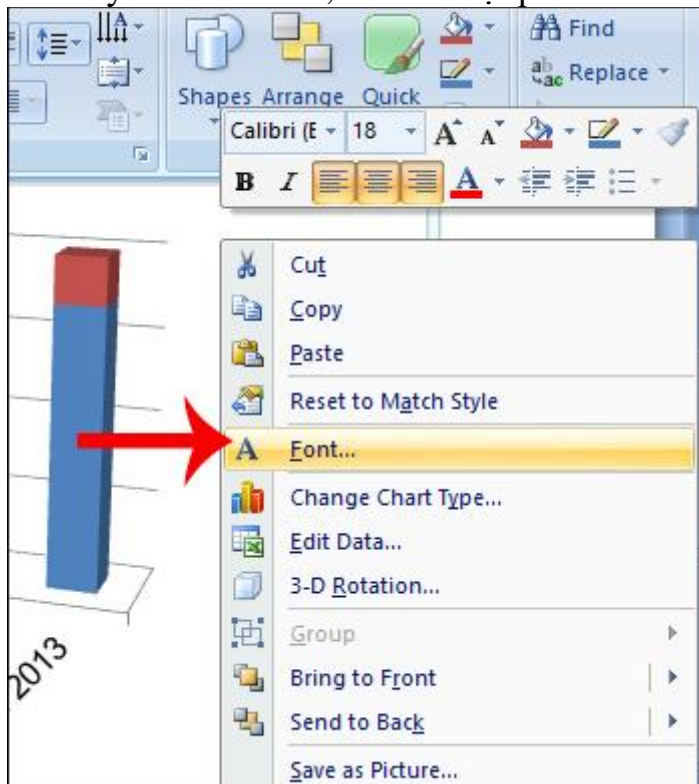 Find
Replace
Shapes Arrange Quick
Calibri (E 18 A A
B I A
Cut
Copy
Paste
Reset to Match Style
A Font...
Change Chart Type...
Edit Data...
3-D Rotation...
Group
Bring to Front
Send to Back
Save as Picture...
2013